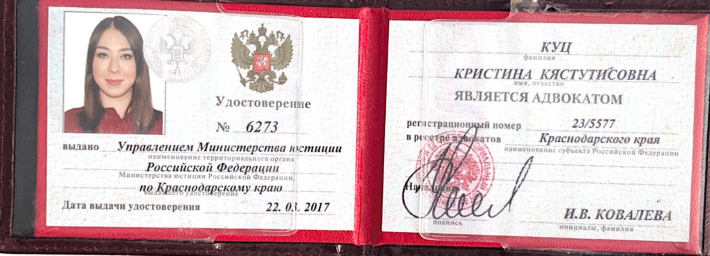 Удостоверение
№ 6273
выдано Управлением Министерства юстиции
наименование территориального органа
Российской Федерации
Министерства юстиции Российской Федерации,
по Краснодарскому краю
выдавшего удостоверение
Дата выдачи удостоверения 22. 03. 2017
КУЦ
фамилия
КРИСТИНА КЯСТУТИСОВНА
имя, отчество
ЯВЛЯЕТСЯ АДВОКАТОМ
регистрационный номер 23/5577
в реестре адвокатов Краснодарского края
наименование субъекта Российской Федерации
И.В. КОВАЛЕВА
подпись инициалы, фамилия